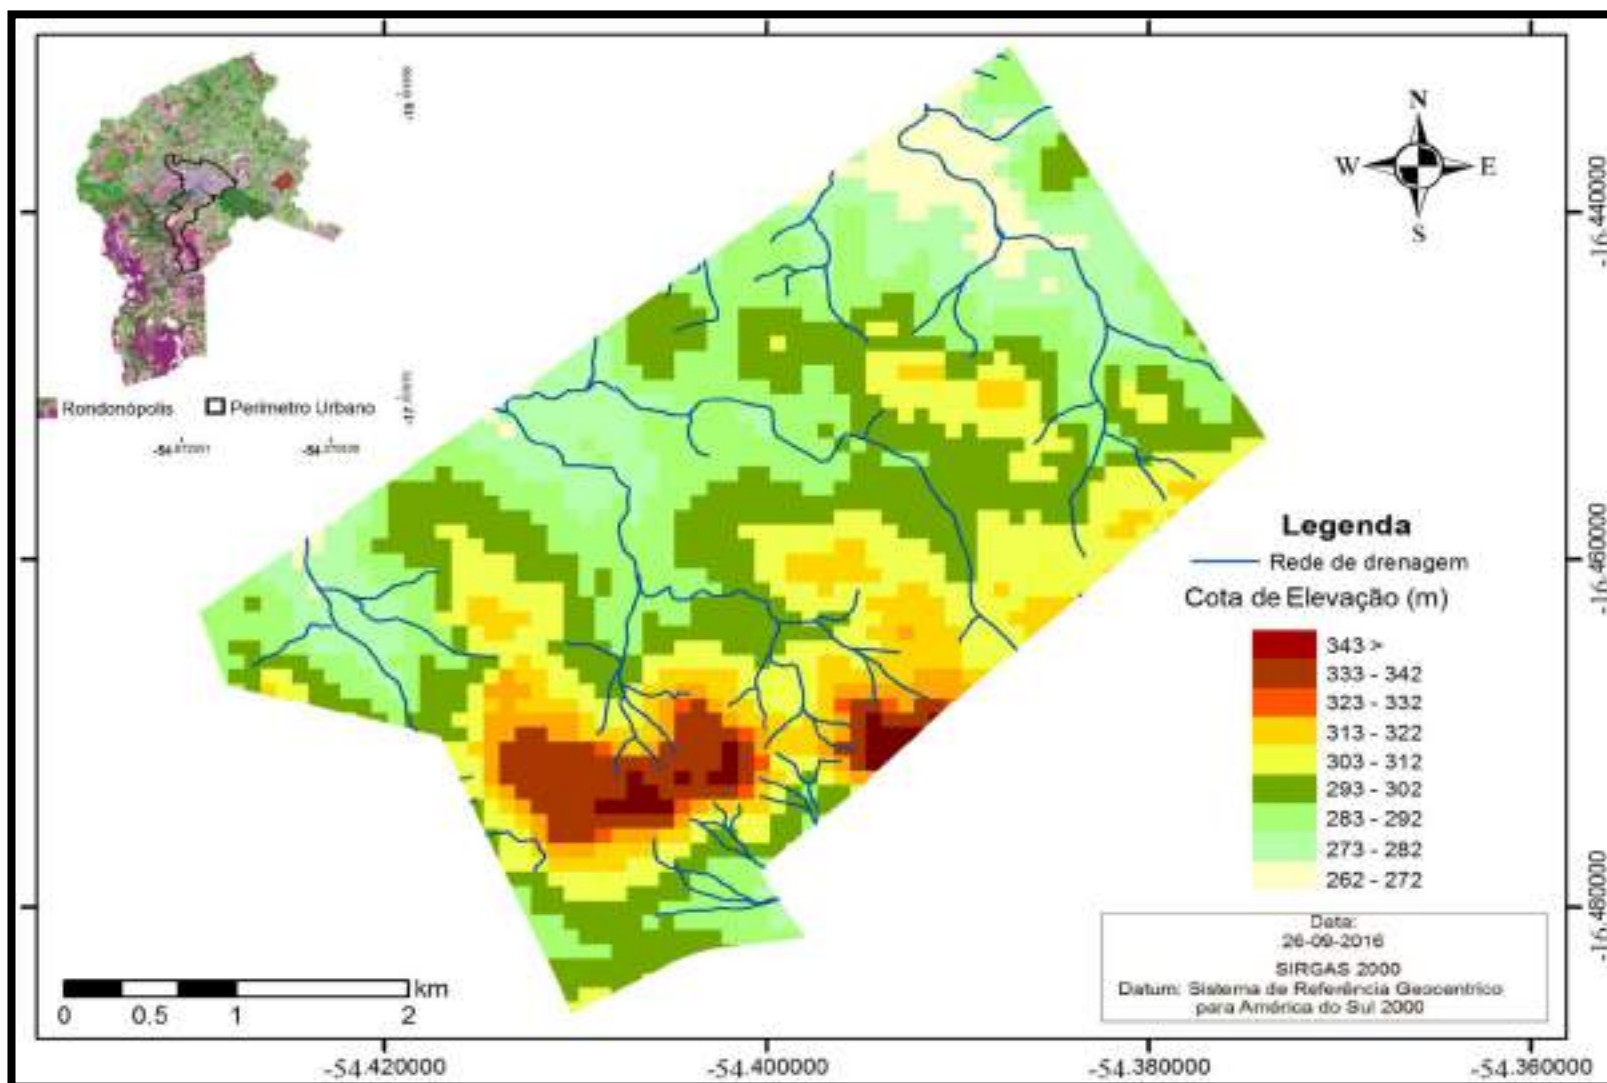 N
W E
S
Rondonópolis Perímetro Urbano
-16.440000
-16.460000
-16.480000
Legenda
Rede de drenagem
Cota de Elevação (m)
343 >
333 - 342
323 - 332
313 - 322
303 - 312
293 - 302
283 - 292
273 - 282
262 - 272
Data:
26-09-2016
SIRGAS 2000
Datum: Sistema de Referência Geocentrico
para América do Sul 2000
km
0 0.5 1 2
-54.420000 -54.400000 -54.380000 -54.360000